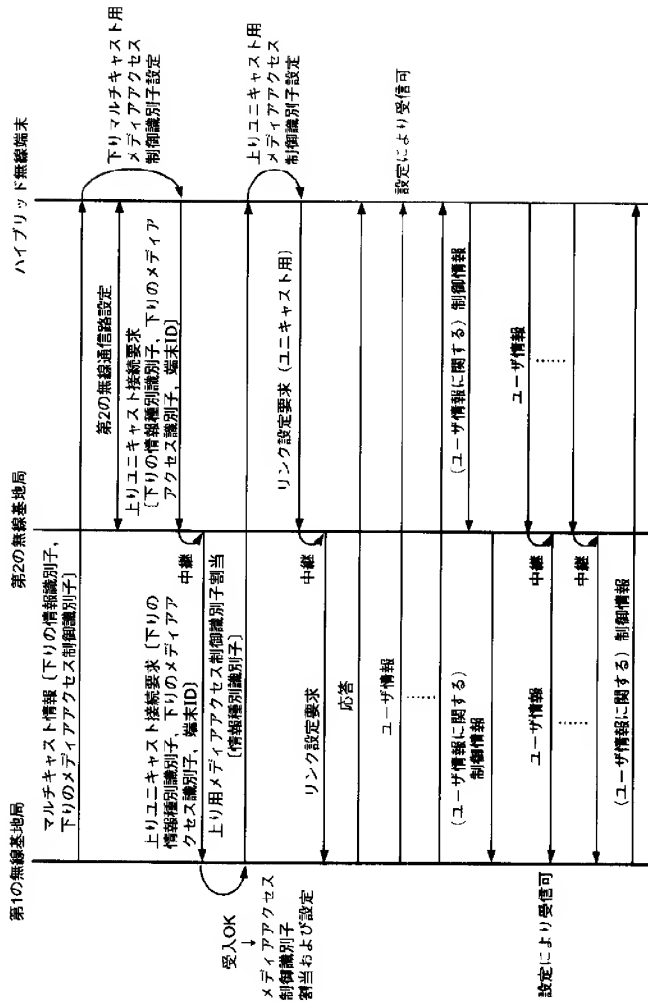 第1の無線基地局
第2の無線基地局
ハイブリッド無線端末
マルチキャスト情報〔下りの情報識別子、
下りのメディアアクセス制御識別子〕
下りマルチキャスト用
メディアアクセス
制御識別子設定
第2の無線通信路設定
上りユニキャスト接続要求
〔下りの情報種別識別子、下りのメディア
アクセス識別子、端末ID〕
中継
上りユニキャスト接続要求〔下りの
情報種別識別子、下りのメディアア
クセス識別子、端末ID〕
受入OK
↓
メディアアクセス
制御識別子
割当および設定
上り用メディアアクセス制御識別子割当
〔情報種別識別子〕
上りユニキャスト用
メディアアクセス
制御識別子設定
リンク設定要求（ユニキャスト用）
中継
リンク設定要求
応答
ユーザ情報
……
設定により受信可
（ユーザ情報に関する）制御情報
（ユーザ情報に関する）
制御情報
ユーザ情報
……
中継
中継
ユーザ情報
……
設定により受信可
（ユーザ情報に関する）制御情報